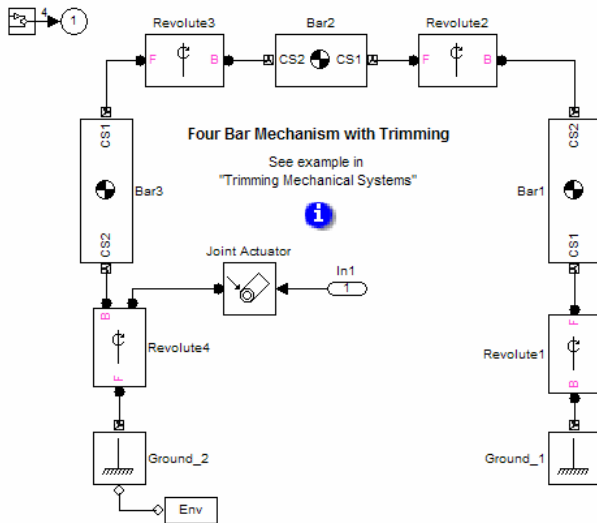 4
1
Revolute3
Bar2
Revolute2
F
B
CS2
CS1
F
B
CS1
CS2
Bar3
Four Bar Mechanism with Trimming
See example in
"Trimming Mechanical Systems"
i
CS2
CS1
Bar1
Joint Actuator
In1
1
B
F
Revolute4
F
B
Revolute1
Ground_2
Ground_1
Env